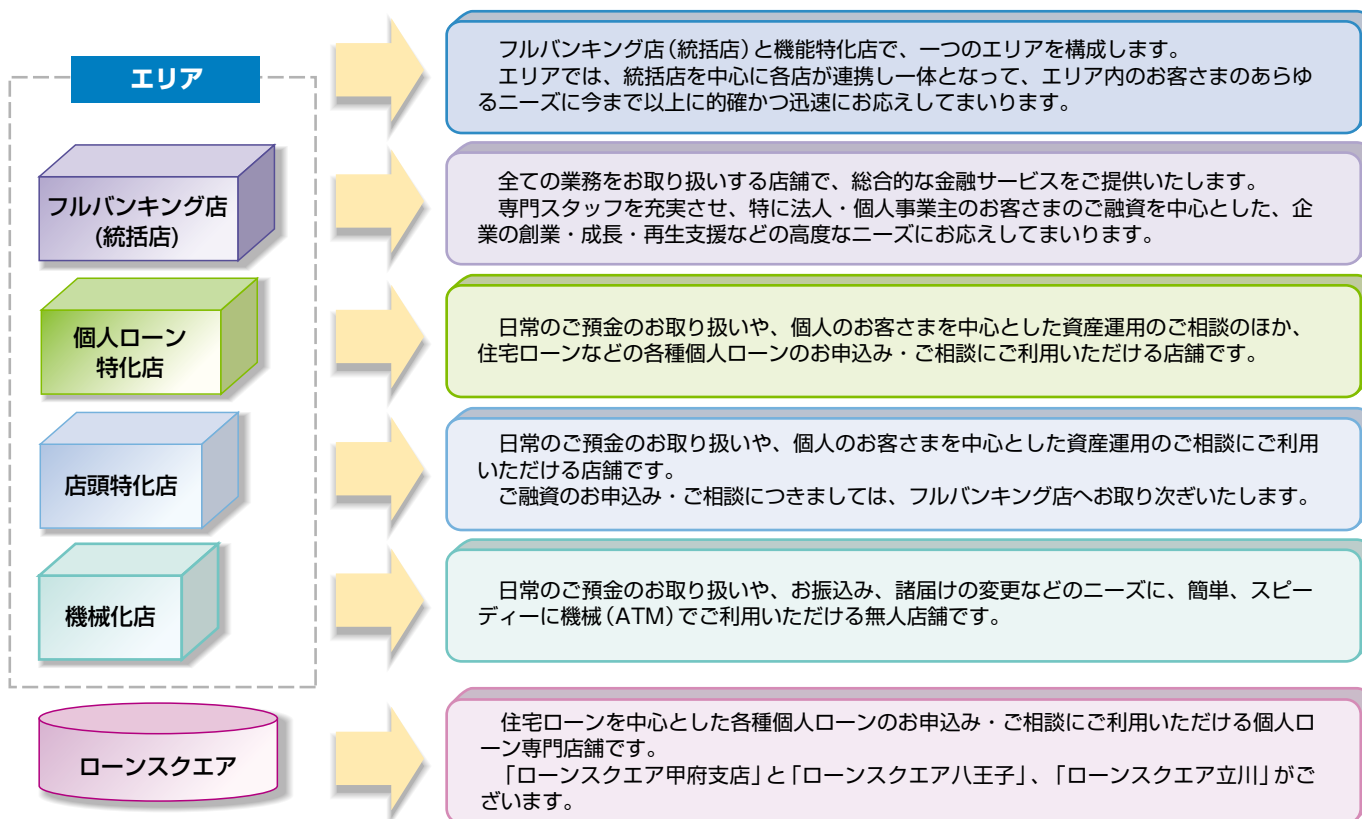 エリア
フルバンキング店(統括店)と機能特化店で、一つのエリアを構成します。
エリアでは、統括店を中心に各店が連携し一体となって、エリア内のお客さまのあらゆ
るニーズに今まで以上に的確かつ迅速にお応えしてまいります。
フルバンキング店
(統括店)
全ての業務をお取り扱いする店舗で、総合的な金融サービスをご提供いたします。
専門スタッフを充実させ、特に法人・個人事業主のお客さまのご融資を中心とした、企
業の創業・成長・再生支援などの高度なニーズにお応えしてまいります。
個人ローン
特化店
日常のご預金のお取り扱いや、個人のお客さまを中心とした資産運用のご相談のほか、
住宅ローンなどの各種個人ローンのお申込み・ご相談にご利用いただける店舗です。
店頭特化店
日常のご預金のお取り扱いや、個人のお客さまを中心とした資産運用のご相談にご利用
いただける店舗です。
ご融資のお申込み・ご相談につきましては、フルバンキング店へお取り次ぎいたします。
機械化店
日常のご預金のお取り扱いや、お振込み、諸届けの変更などのニーズに、簡単、スピー
ディーに機械(ATM)でご利用いただける無人店舗です。
ローンスクエア
住宅ローンを中心とした各種個人ローンのお申込み・ご相談にご利用いただける個人ロ
ーン専門店舗です。
「ローンスクエア甲府支店」と「ローンスクエア八王子」、「ローンスクエア立川」がご
ざいます。